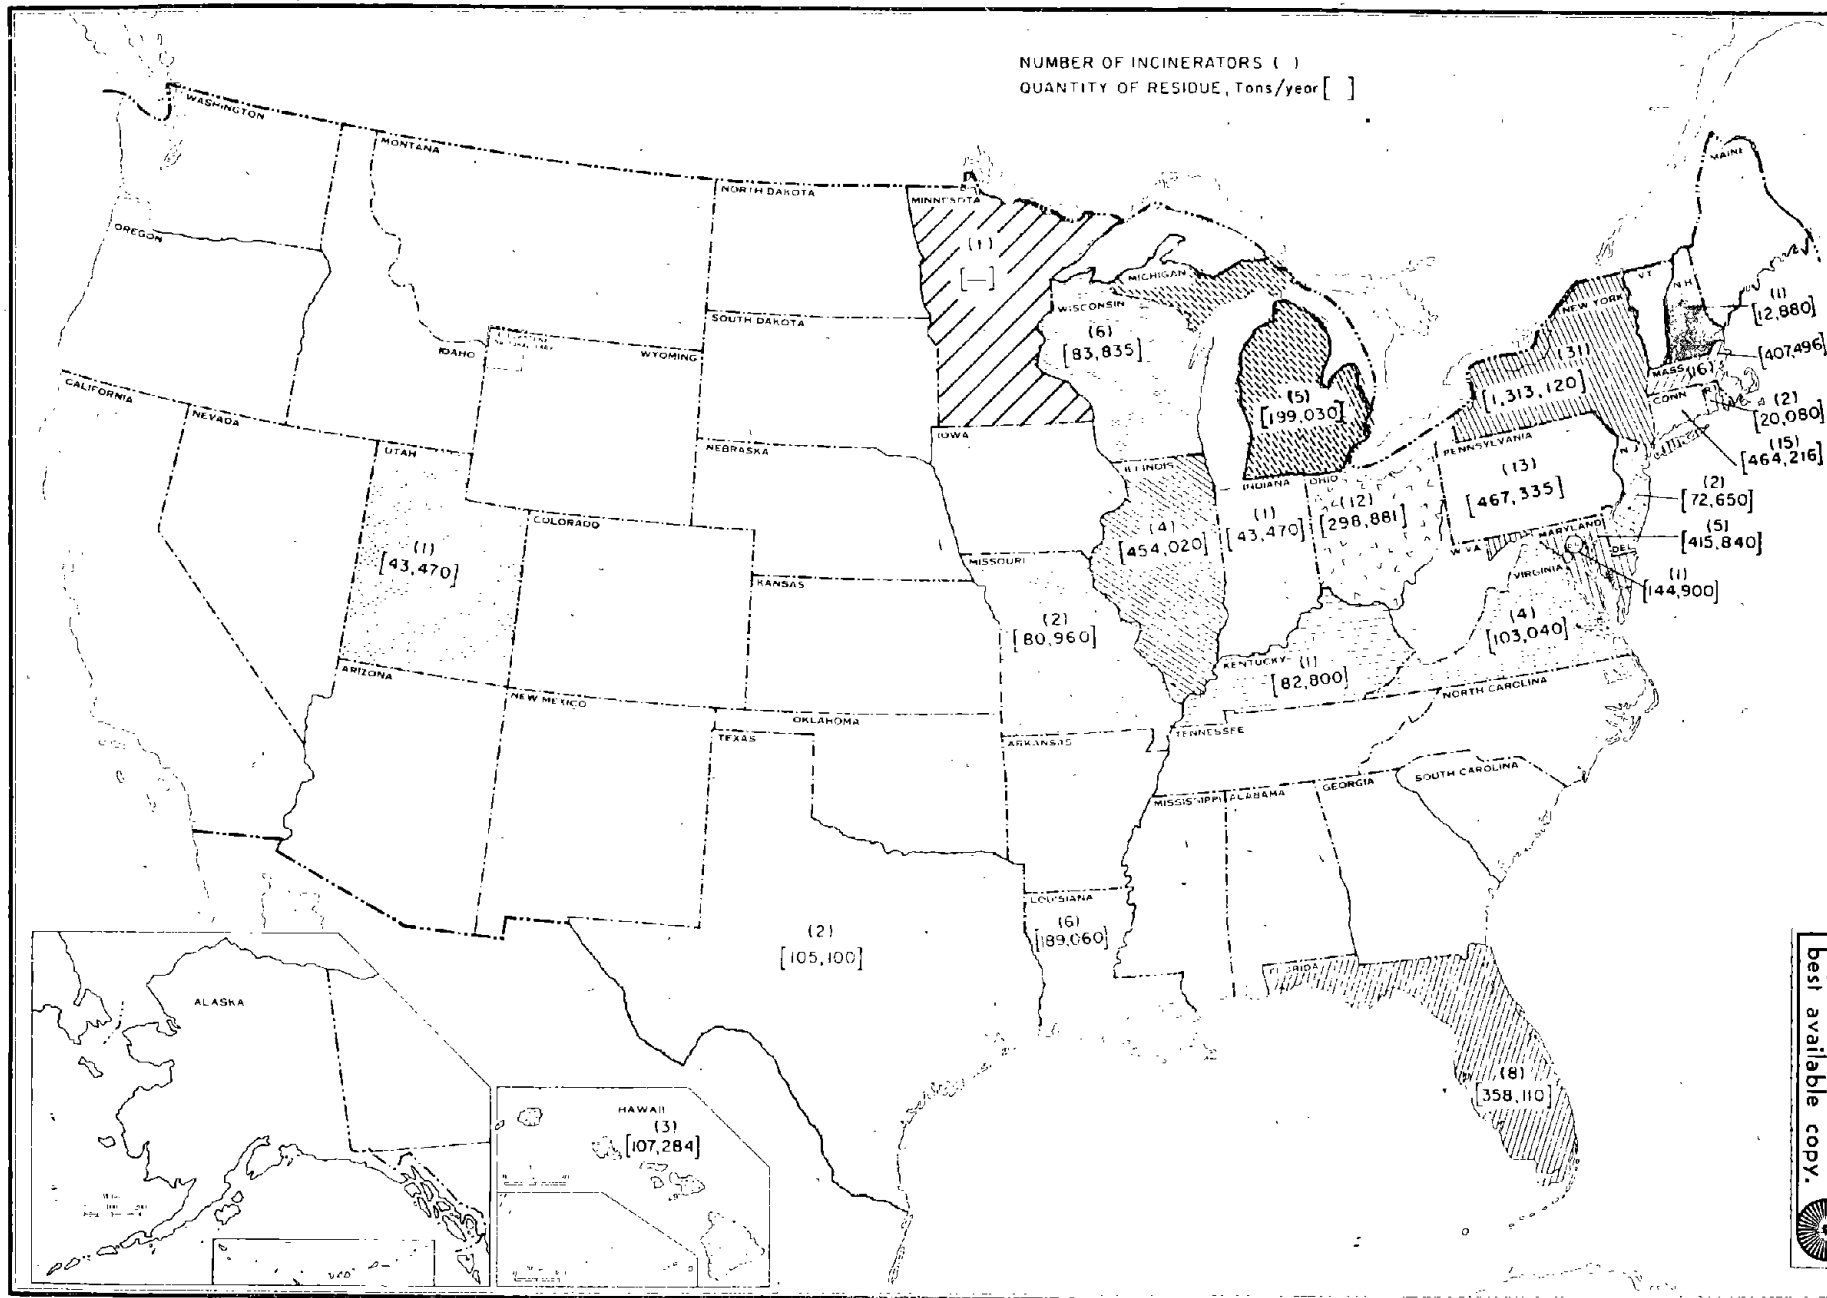 NUMBER OF INCINERATORS ( )
QUANTITY OF RESIDUE, Tons/year [ ]
WASHINGTON
MONTANA
NORTH DAKOTA
MINNESOTA
(1)
[—]
MAINE
OREGON
IDAHO
WYOMING
SOUTH DAKOTA
WISCONSIN
(6)
[83,835]
MICHIGAN
(5)
[199,030]
NEW YORK
(31)
[1,313,120]
VT
N H
(1)
[12,880]
[407,496]
MASS (16)
CONN
R I
(2)
[20,080]
(15)
[464,216]
CALIFORNIA
NEVADA
UTAH
(1)
[43,470]
COLORADO
NEBRASKA
IOWA
ILLINOIS
(4)
[454,020]
INDIANA
(1)
[43,470]
OHIO
(12)
[298,881]
PENNSYLVANIA
(13)
[467,335]
N J
(2)
[72,650]
W VA
MARYLAND
(5)
[415,840]
DEL
(1)
[144,900]
VIRGINIA
(4)
[103,040]
KANSAS
MISSOURI
(2)
[80,960]
KENTUCKY
(1)
[82,800]
ARIZONA
NEW MEXICO
TEXAS
(2)
[105,100]
OKLAHOMA
ARKANSAS
TENNESSEE
NORTH CAROLINA
SOUTH CAROLINA
MISSISSIPPI
ALABAMA
GEORGIA
LOUISIANA
(6)
[189,060]
FLORIDA
(8)
[358,110]
ALASKA
HAWAII
(3)
[107,284]
best available copy.